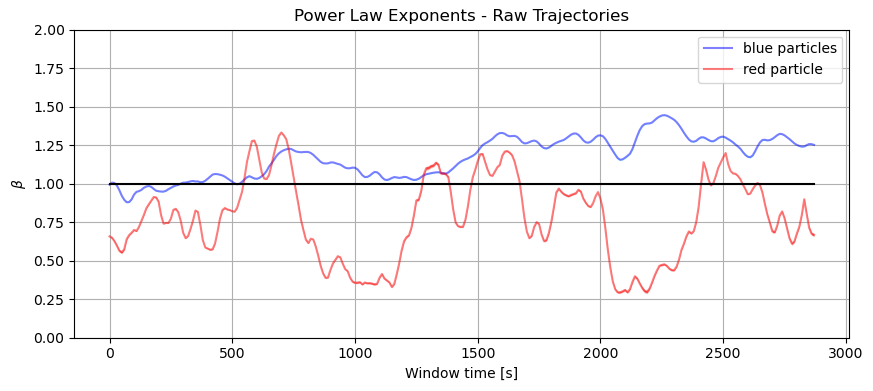 Power Law Exponents - Raw Trajectories
2.00
1.75
1.50
1.25
1.00
0.75
0.50
0.25
0.00
β
blue particles
red particle
0 500 1000 1500 2000 2500 3000
Window time [s]